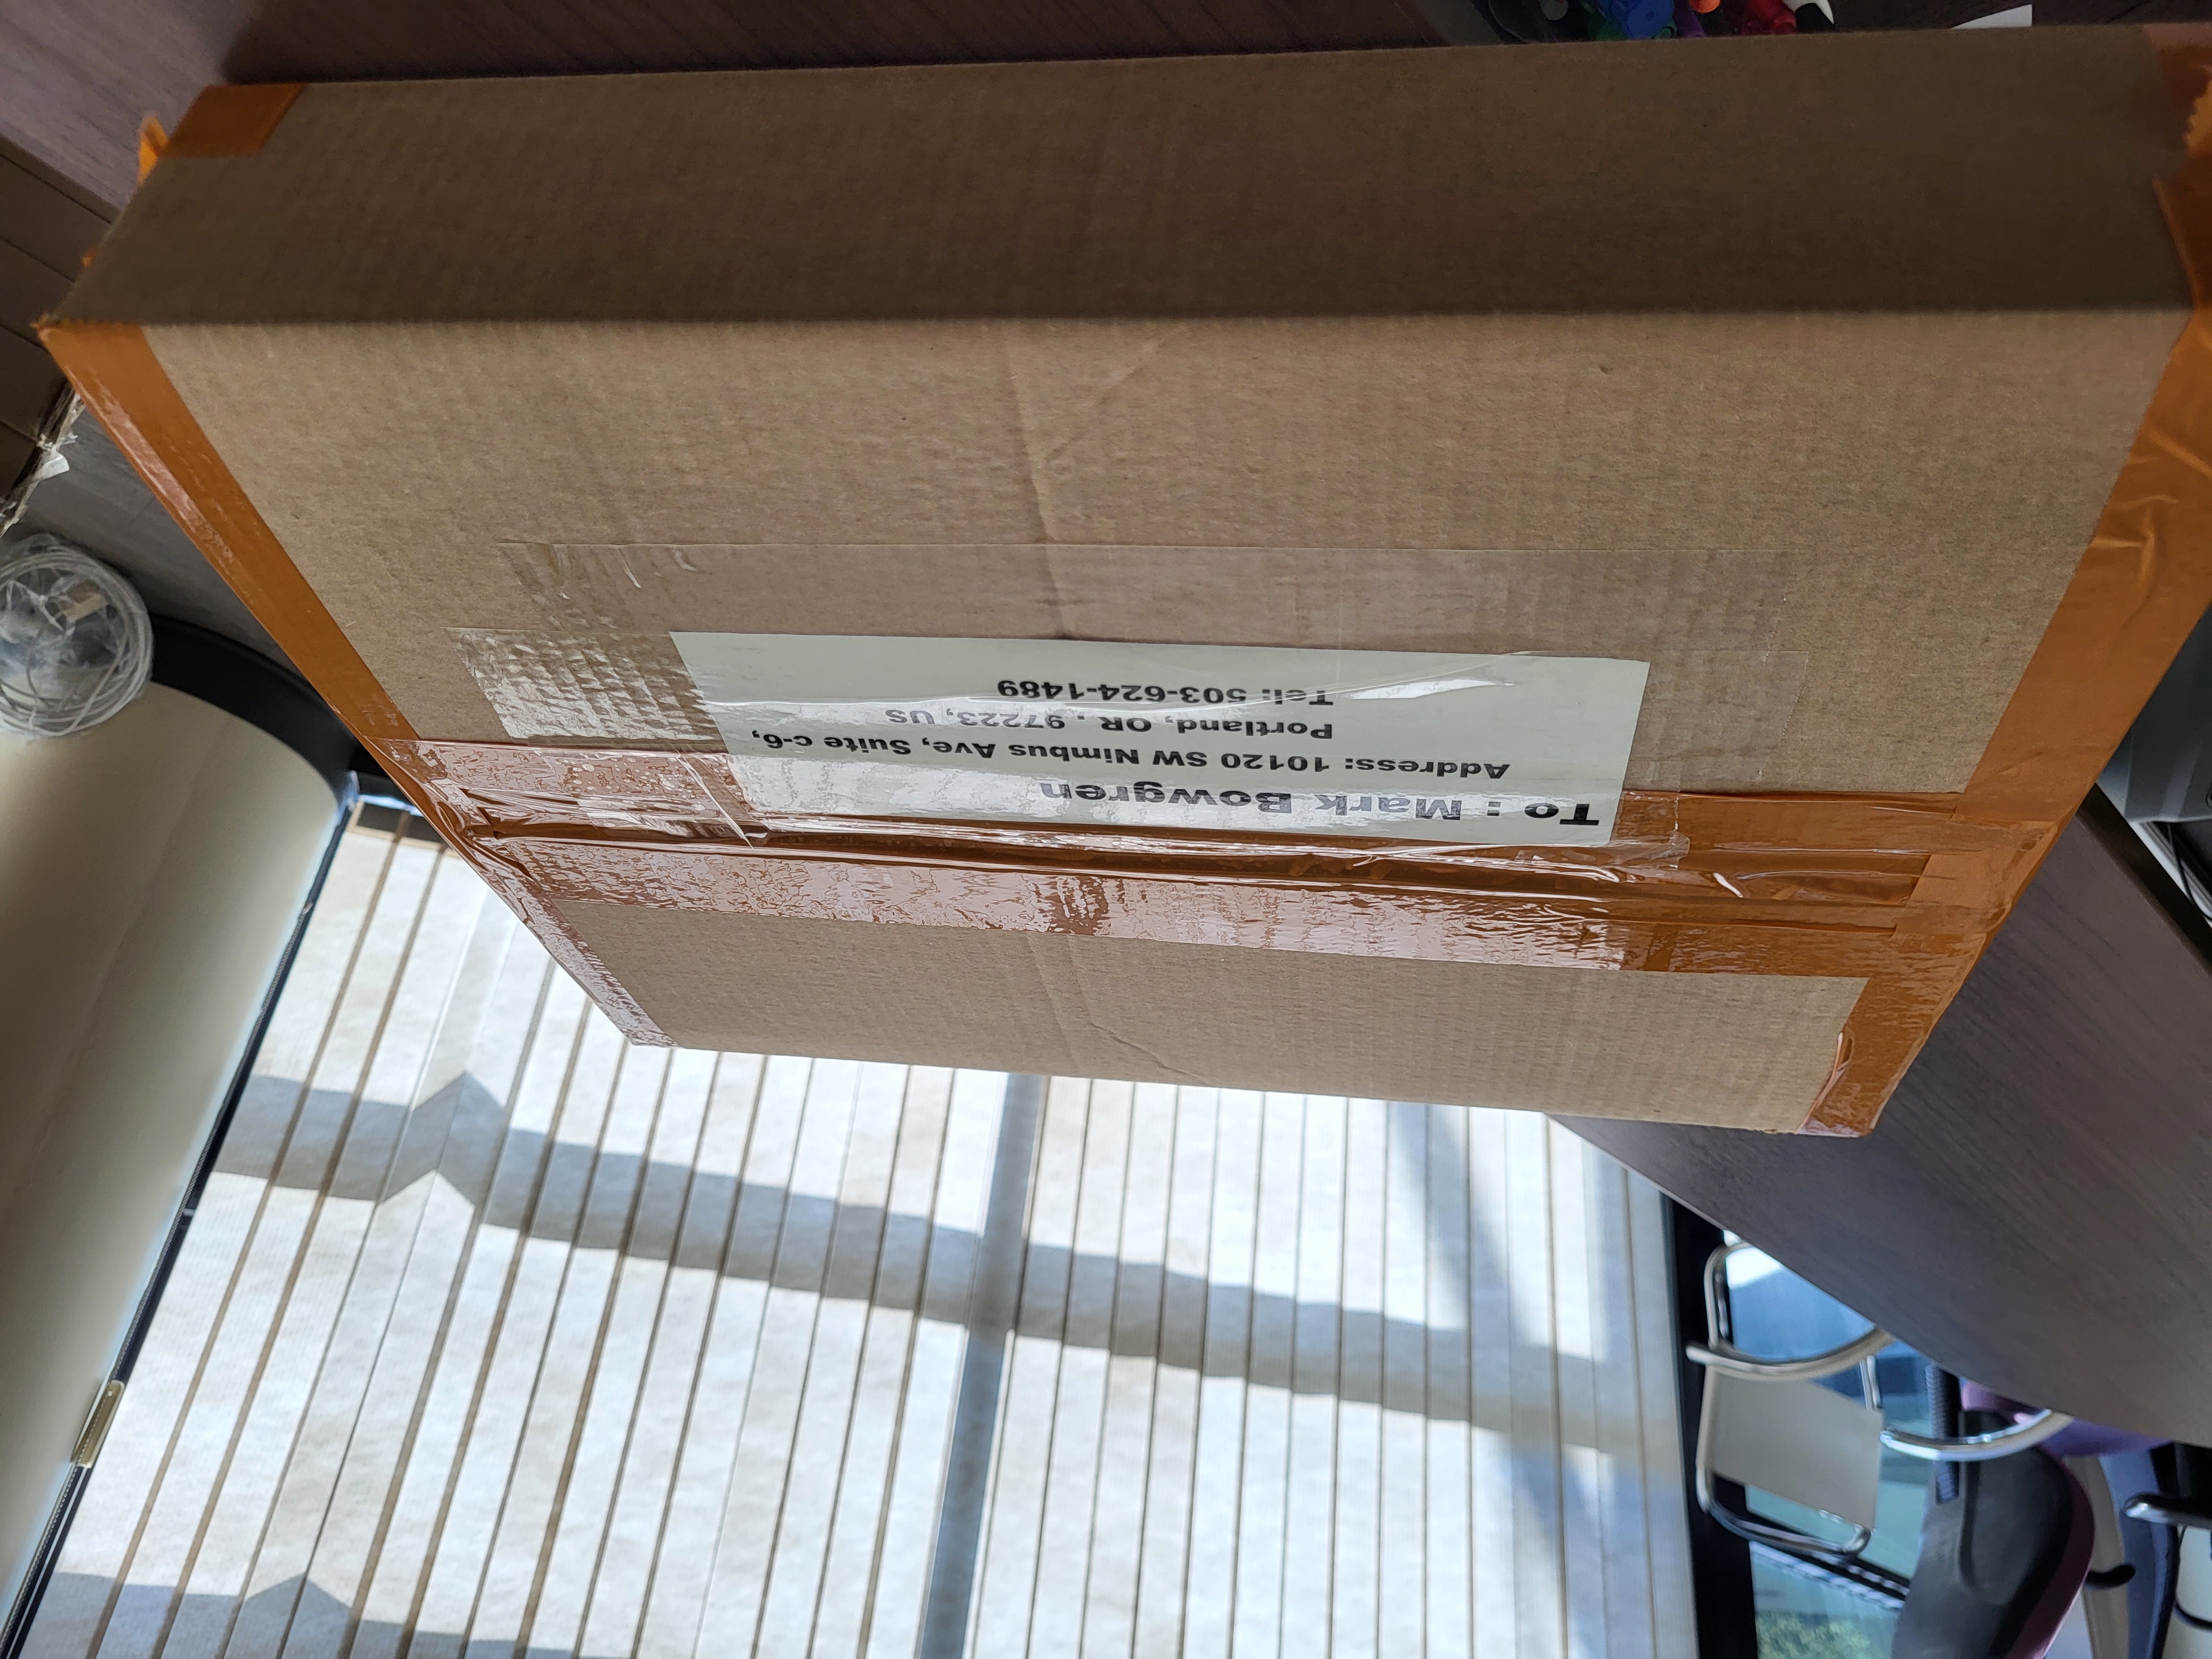 To : Mark Bowgren
Address: 10120 SW Nimbus Ave, Suite c-6,
Portland, OR , 97223, US
Tel: 503-624-1489